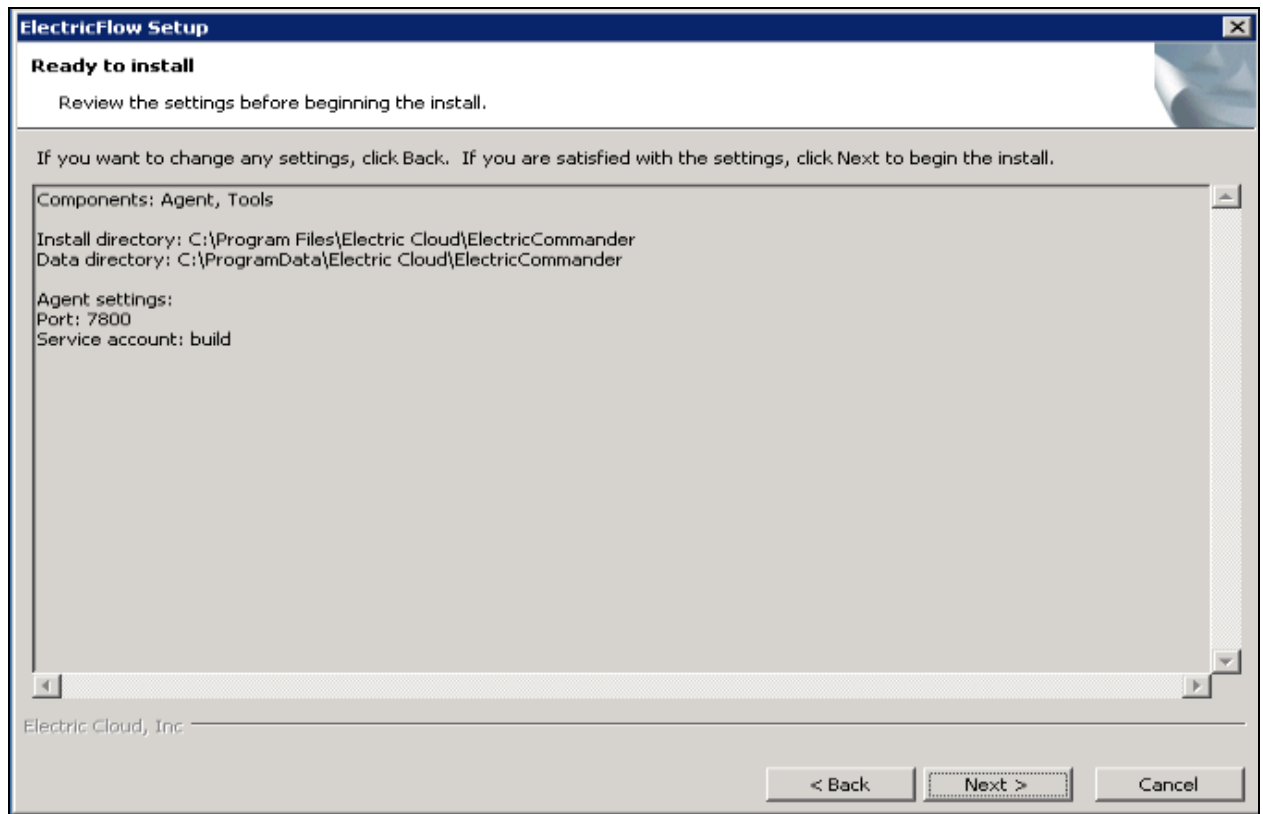 ElectricFlow Setup
Ready to install
Review the settings before beginning the install.
If you want to change any settings, click Back.  If you are satisfied with the settings, click Next to begin the install.
Components: Agent, Tools
Install directory: C:\Program Files\Electric Cloud\ElectricCommander
Data directory: C:\ProgramData\Electric Cloud\ElectricCommander
Agent settings:
Port: 7800
Service account: build
Electric Cloud, Inc
< Back Next > Cancel